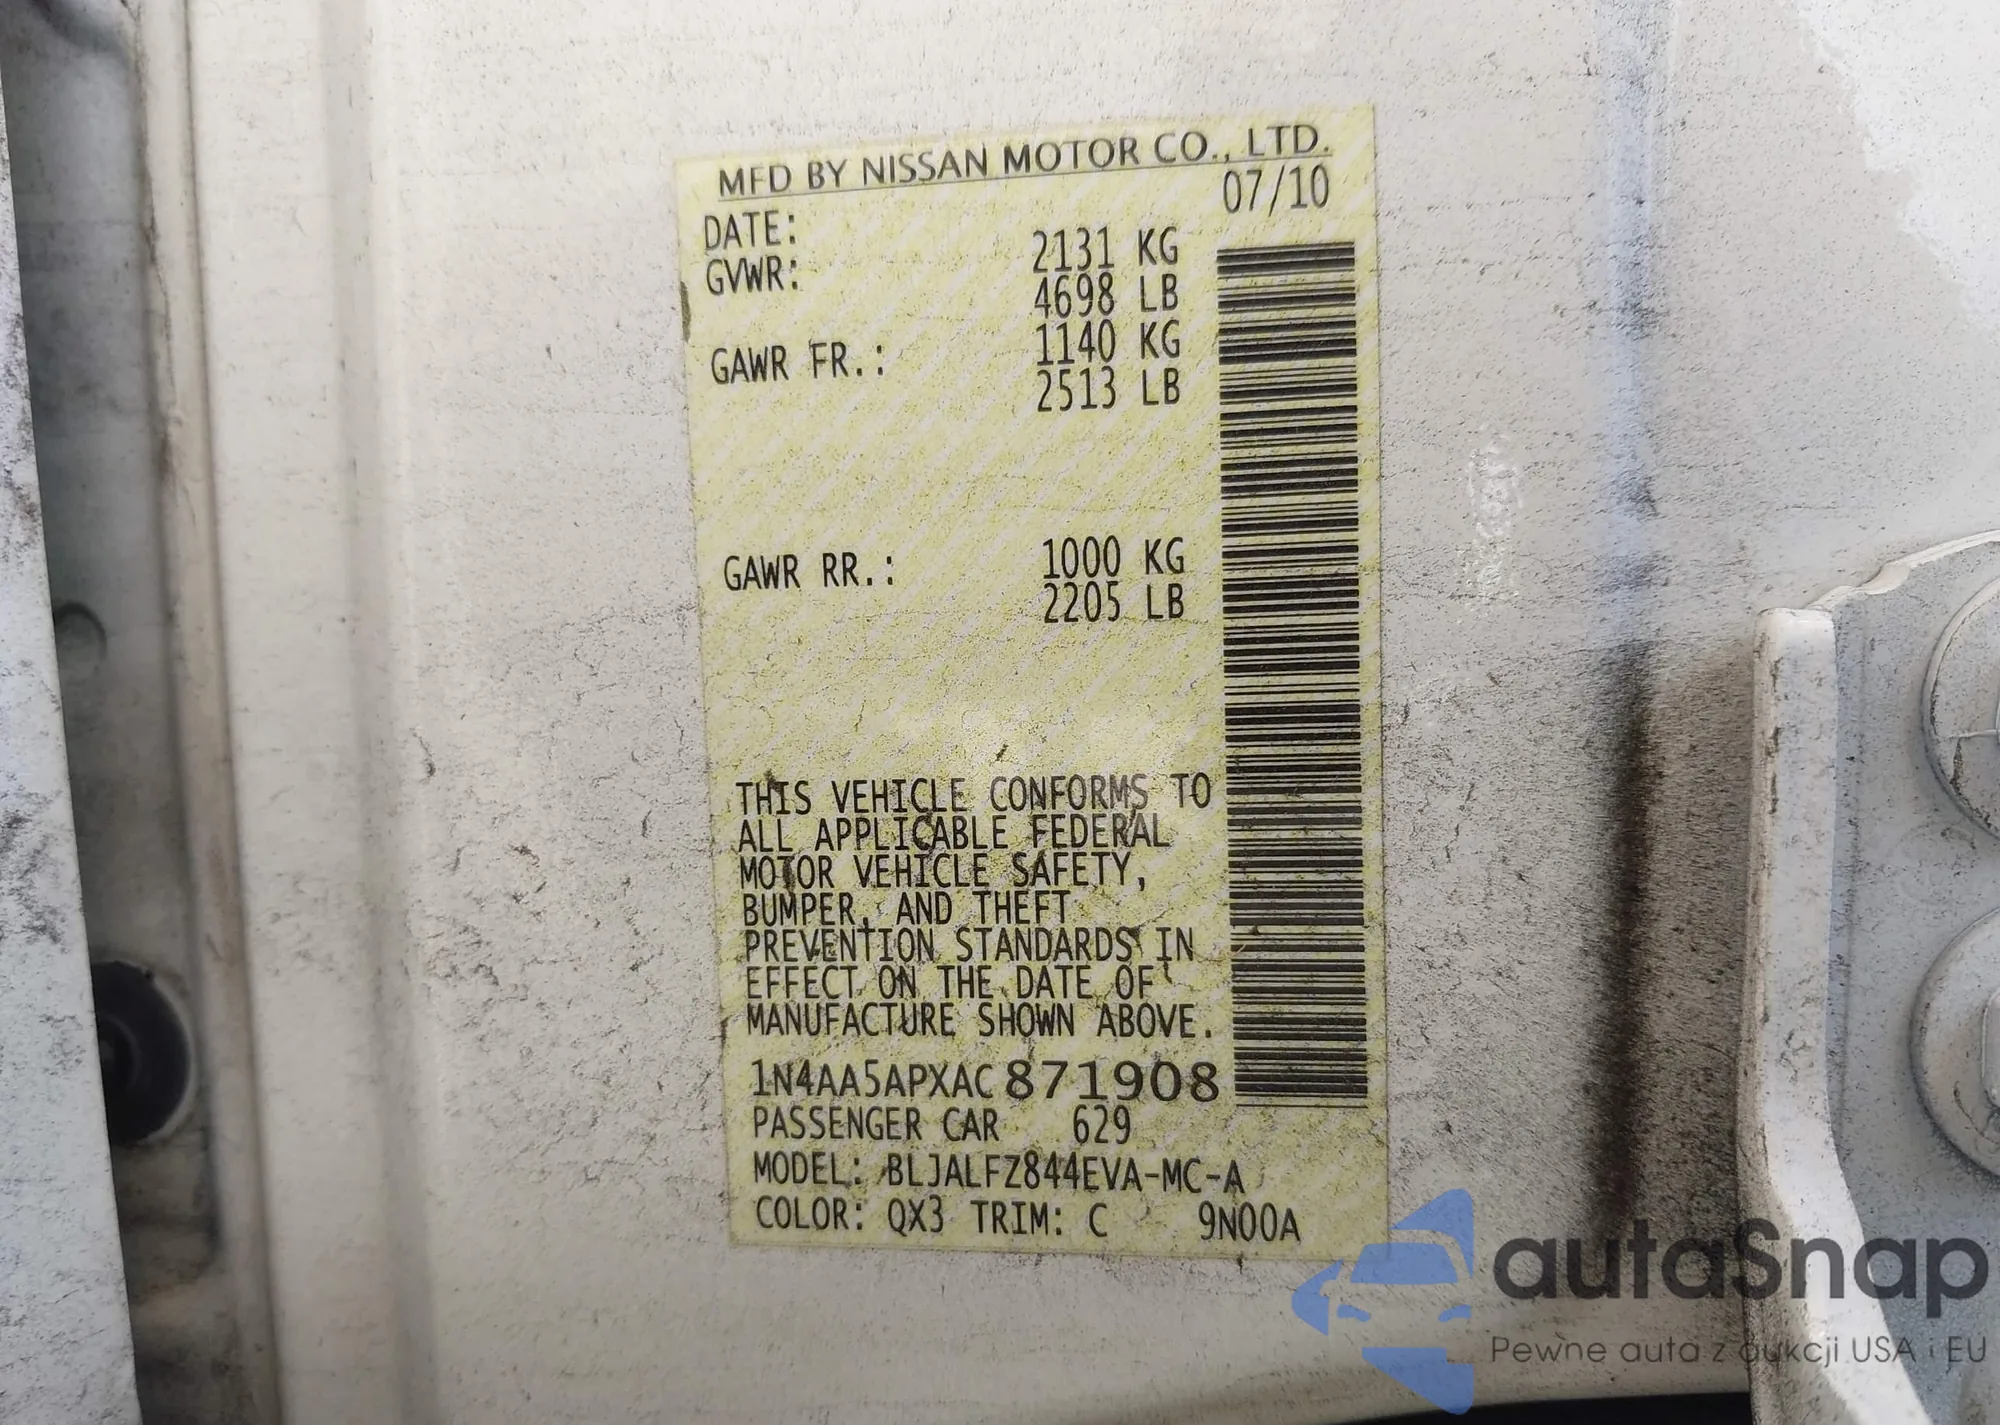 MFD BY NISSAN MOTOR CO., LTD.
DATE: 07/10
GVWR: 2131 KG
4698 LB
GAWR FR.: 1140 KG
2513 LB
GAWR RR.: 1000 KG
2205 LB
THIS VEHICLE CONFORMS TO
ALL APPLICABLE FEDERAL
MOTOR VEHICLE SAFETY,
BUMPER, AND THEFT
PREVENTION STANDARDS IN
EFFECT ON THE DATE OF
MANUFACTURE SHOWN ABOVE.
1N4AA5APXAC871908
PASSENGER CAR 629
MODEL: BLJALFZ844EVA-MC-A
COLOR: QX3 TRIM: C 9N00A
autaSnap
Pewne auta z aukcji USA i EU